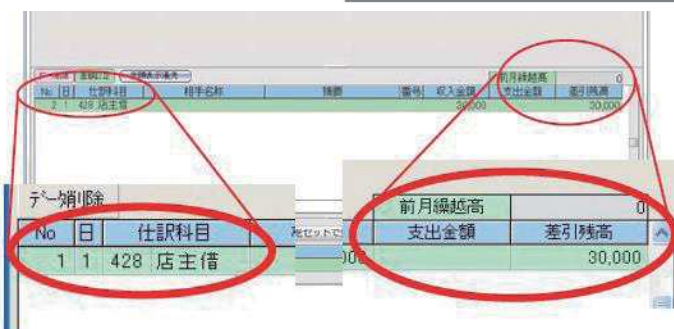 前月繰越高 0
No 日 仕訳科目 相手名称 摘要 番号 収入金額 支出金額 差引残高
2 1 428 店主借 30,000 30,000
データ削除
前月繰越高 0
No 日 仕訳科目 支出金額 差引残高
1 1 428 店主借 30,000